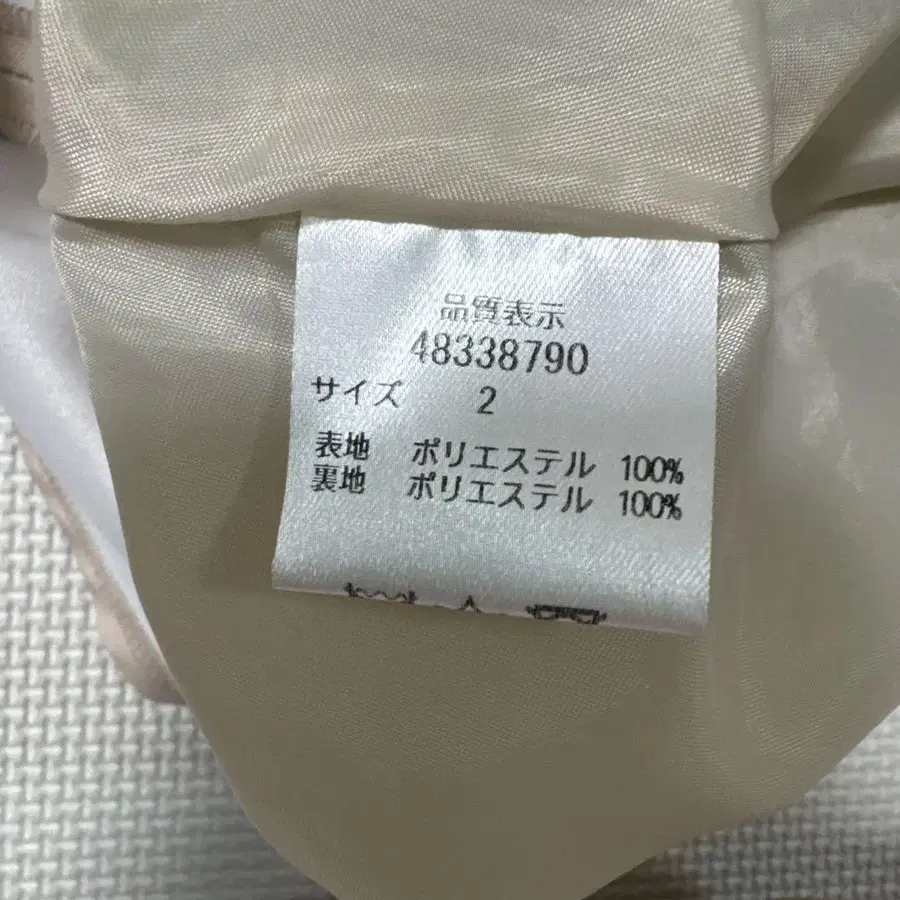 品質表示
48338790
サイズ 2
表地 ポリエステル 100%
裏地 ポリエステル 100%